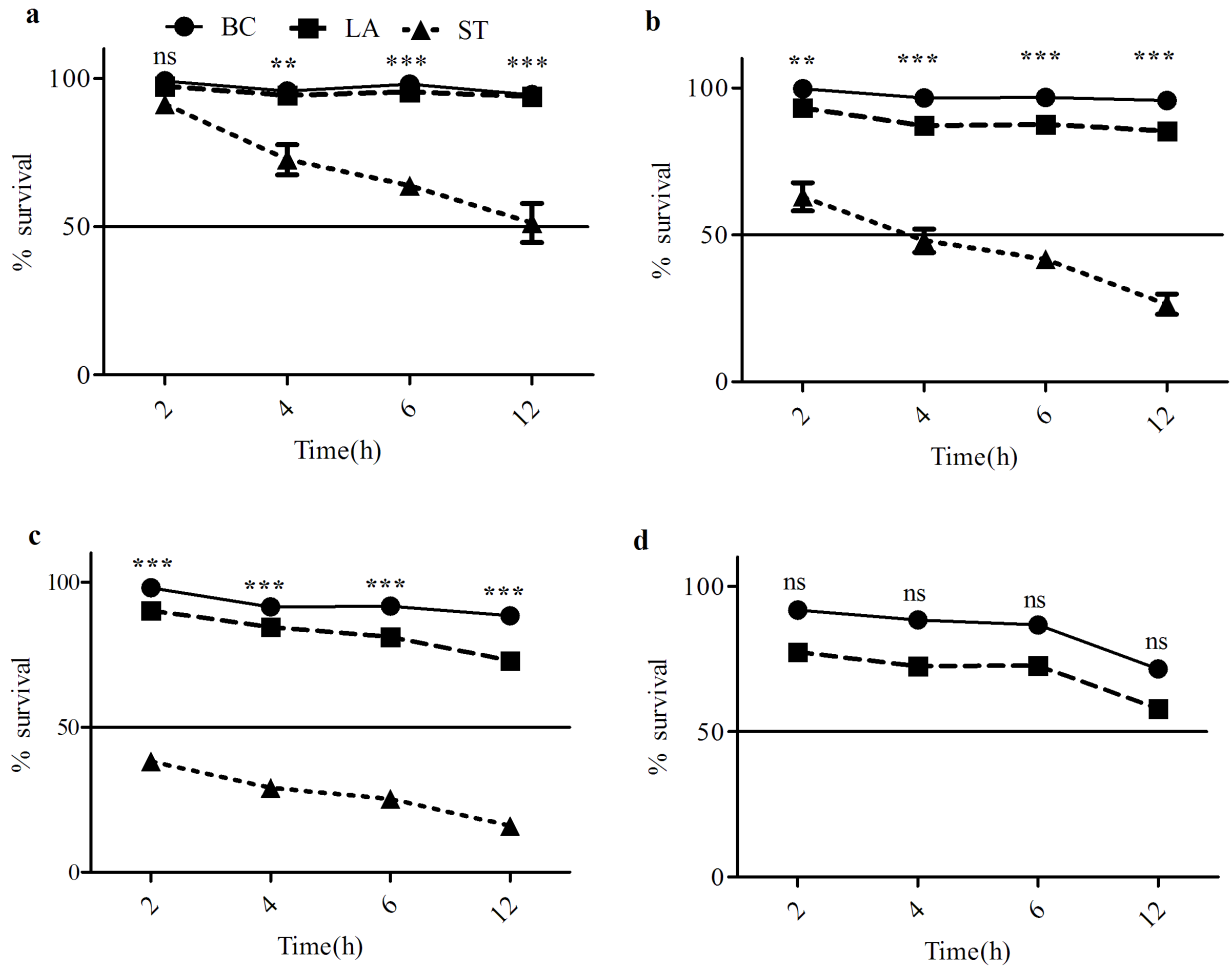 a
BC LA ST
ns ** *** ***
100
50
0
% survival
2 4 6 12
Time(h)
b
** *** *** ***
100
50
0
% survival
2 4 6 12
Time(h)
c
*** *** *** ***
100
50
0
% survival
2 4 6 12
Time(h)
d
ns ns ns ns
100
50
0
% survival
2 4 6 12
Time(h)